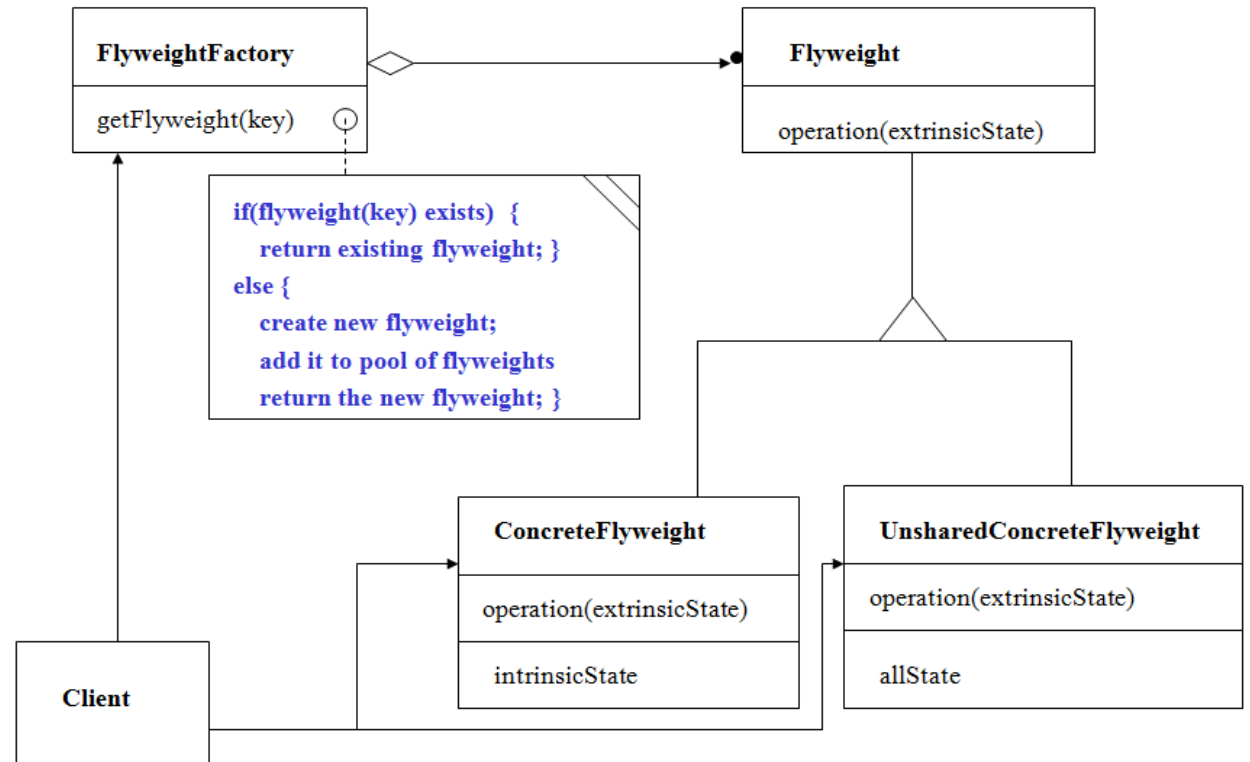 FlyweightFactory
getFlyweight(key)
Flyweight
operation(extrinsicState)
if(flyweight(key) exists) {
return existing flyweight; }
else {
create new flyweight;
add it to pool of flyweights
return the new flyweight; }
ConcreteFlyweight
operation(extrinsicState)
intrinsicState
UnsharedConcreteFlyweight
operation(extrinsicState)
allState
Client